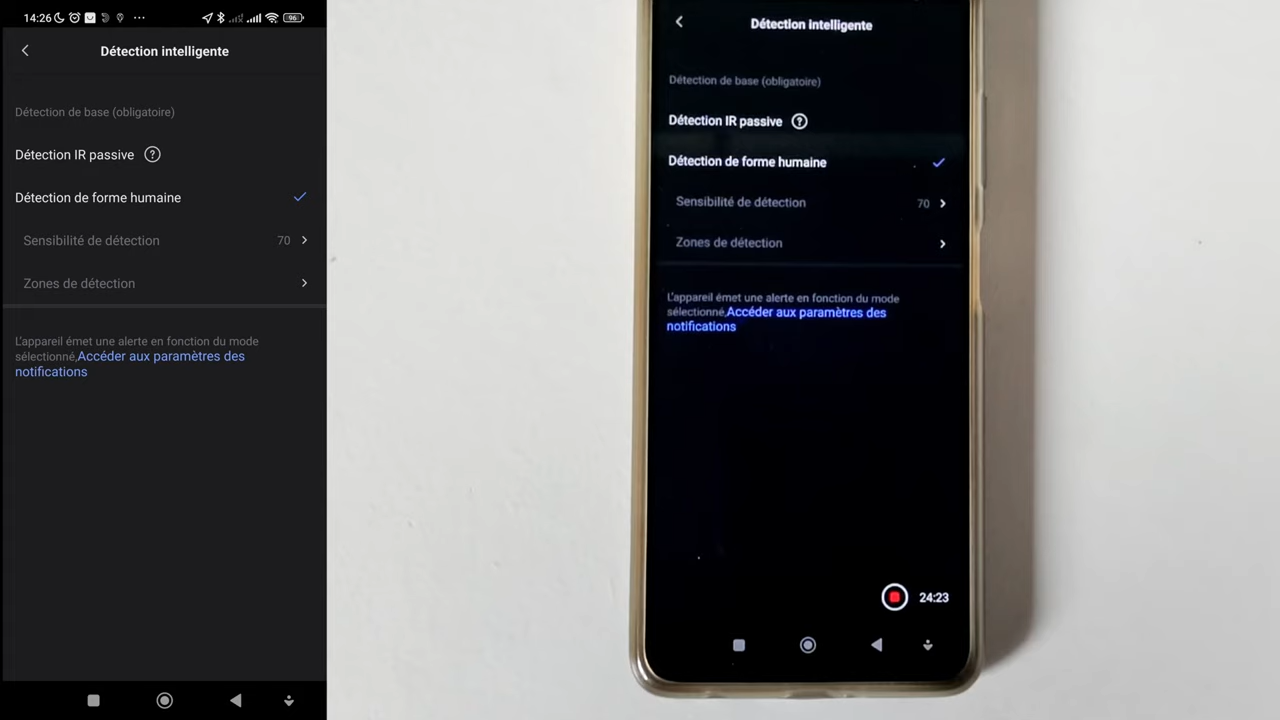 14:26
96
Détection intelligente
Détection de base (obligatoire)
Détection IR passive ?
Détection de forme humaine
Sensibilité de détection 70
Zones de détection
L'appareil émet une alerte en fonction du mode
sélectionné,Accéder aux paramètres des
notifications
Détection intelligente
Détection de base (obligatoire)
Détection IR passive ?
Détection de forme humaine
Sensibilité de détection 70
Zones de détection
L'appareil émet une alerte en fonction du mode
sélectionné,Accéder aux paramètres des
notifications
24:23